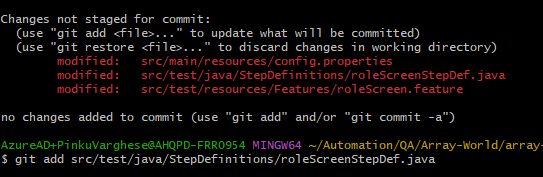 Changes not staged for commit:
  (use "git add <file>..." to update what will be committed)
  (use "git restore <file>..." to discard changes in working directory)
        modified:   src/main/resources/config.properties
        modified:   src/test/java/StepDefinitions/roleScreenStepDef.java
        modified:   src/test/resources/Features/roleScreen.feature

no changes added to commit (use "git add" and/or "git commit -a")

AzureAD+PinkuVarghese@AHQPD-FRR0954 MINGW64 ~/Automation/QA/Array-World/array-
$ git add src/test/java/StepDefinitions/roleScreenStepDef.java